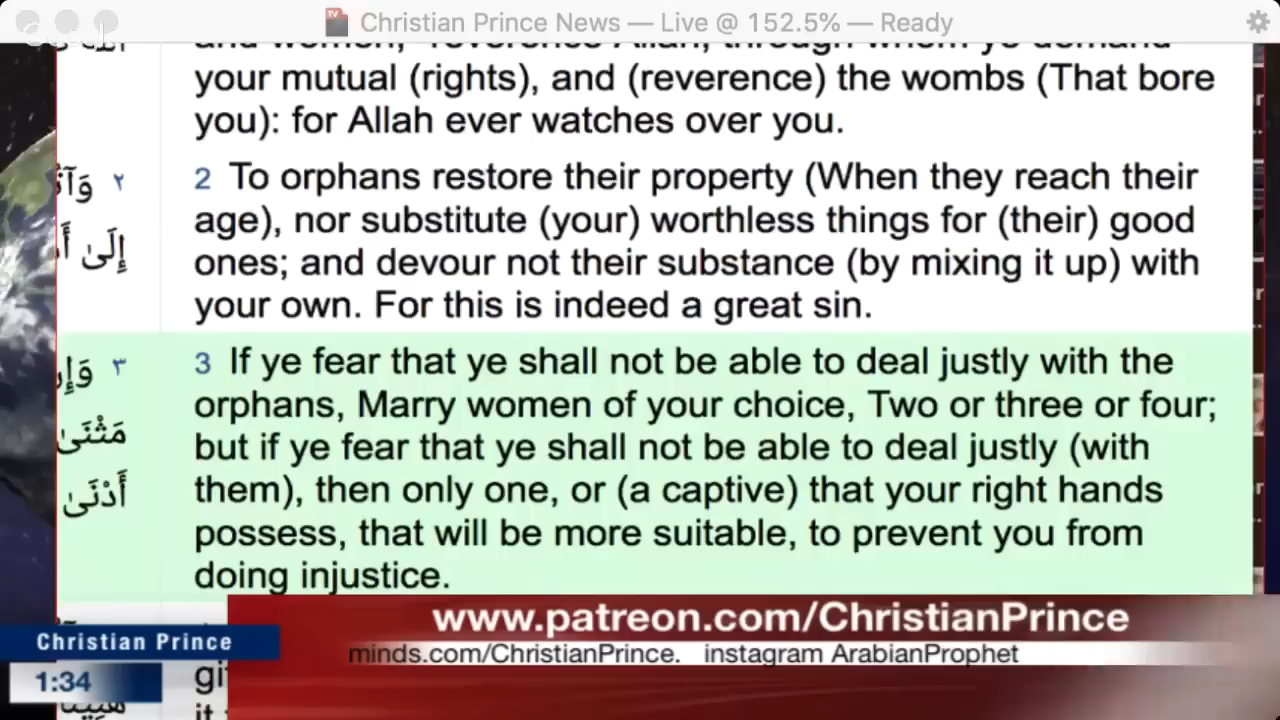 Christian Prince News — Live @ 152.5% — Ready
your mutual (rights), and (reverence) the wombs (That bore
you): for Allah ever watches over you.
٢
2 To orphans restore their property (When they reach their
age), nor substitute (your) worthless things for (their) good
إِلَىٰ
ones; and devour not their substance (by mixing it up) with
your own. For this is indeed a great sin.
٣
3 If ye fear that ye shall not be able to deal justly with the
orphans, Marry women of your choice, Two or three or four;
مَثْنَىٰ
but if ye fear that ye shall not be able to deal justly (with
أَدْنَىٰ
them), then only one, or (a captive) that your right hands
possess, that will be more suitable, to prevent you from
doing injustice.
www.patreon.com/ChristianPrince
Christian Prince
minds.com/ChristianPrince. instagram ArabianProphet
1:34